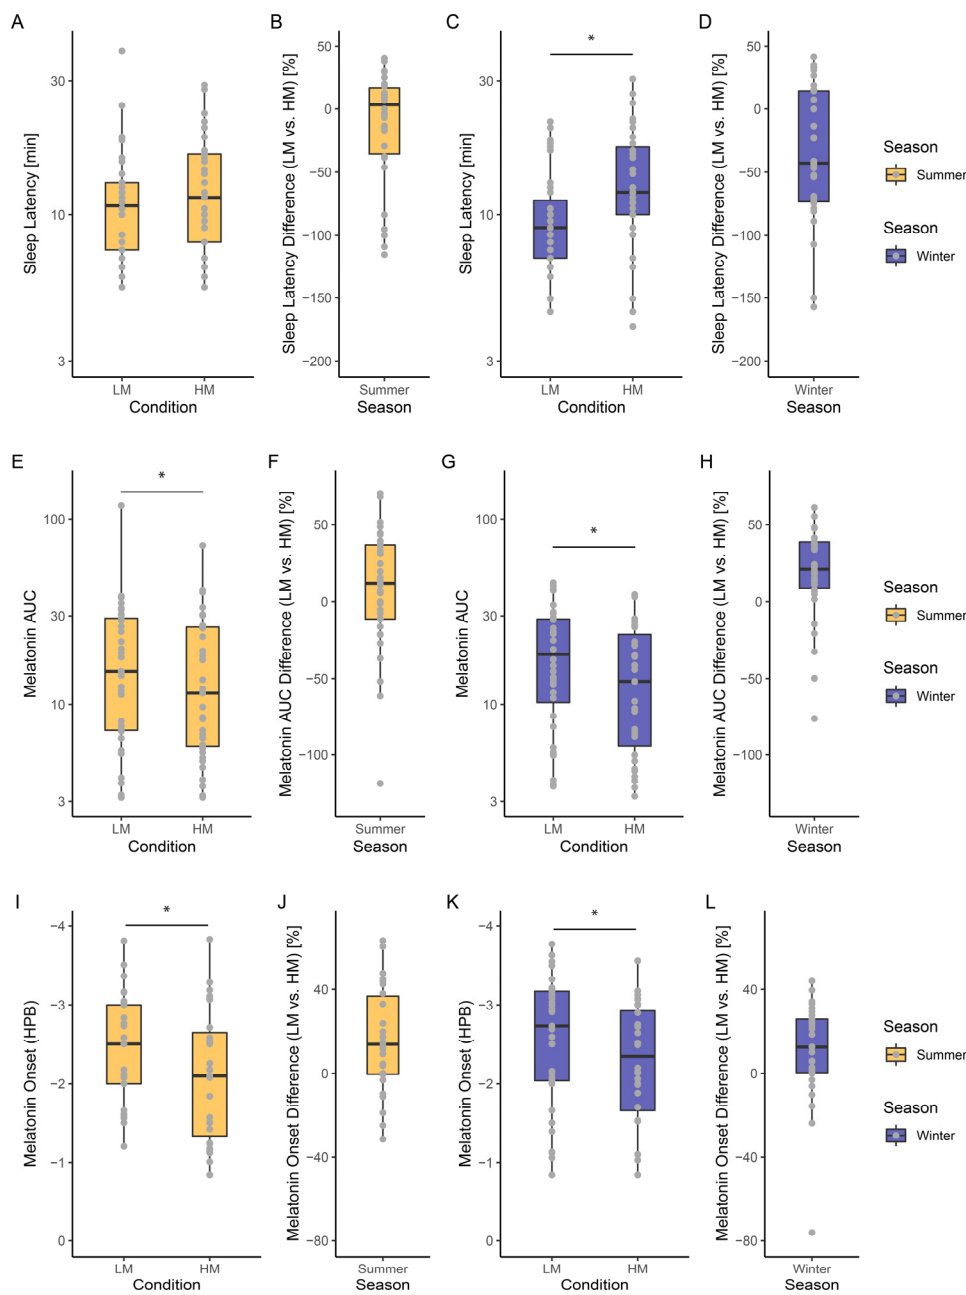 A
Sleep Latency [min]
30
10
3
LM
HM
Condition
B
Sleep Latency Difference (LM vs. HM) [%]
50
0
−50
−100
−150
−200
Summer
Season
C
Sleep Latency [min]
30
10
3
*
LM
HM
Condition
D
Sleep Latency Difference (LM vs. HM) [%]
50
0
−50
−100
−150
−200
Winter
Season
Season
Summer
Season
Winter
E
Melatonin AUC
100
30
10
3
*
LM
HM
Condition
F
Melatonin AUC Difference (LM vs. HM) [%]
50
0
−50
−100
Summer
Season
G
Melatonin AUC
100
30
10
3
*
LM
HM
Condition
H
Melatonin AUC Difference (LM vs. HM) [%]
50
0
−50
−100
Winter
Season
Season
Summer
Season
Winter
I
Melatonin Onset (HPB)
−4
−3
−2
−1
0
*
LM
HM
Condition
J
Melatonin Onset Difference (LM vs. HM) [%]
40
0
−40
−80
Summer
Season
K
Melatonin Onset (HPB)
−4
−3
−2
−1
0
*
LM
HM
Condition
L
Melatonin Onset Difference (LM vs. HM) [%]
40
0
−40
−80
Winter
Season
Season
Summer
Season
Winter